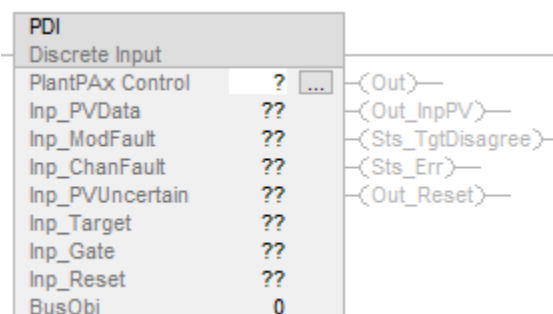 PDI
Discrete Input
PlantPAx Control ? ... (Out)
Inp_PVData ?? (Out_InpPV)
Inp_ModFault ?? (Sts_TgtDisagree)
Inp_ChanFault ?? (Sts_Err)
Inp_PVUncertain ?? (Out_Reset)
Inp_Target ??
Inp_Gate ??
Inp_Reset ??
BusObj 0